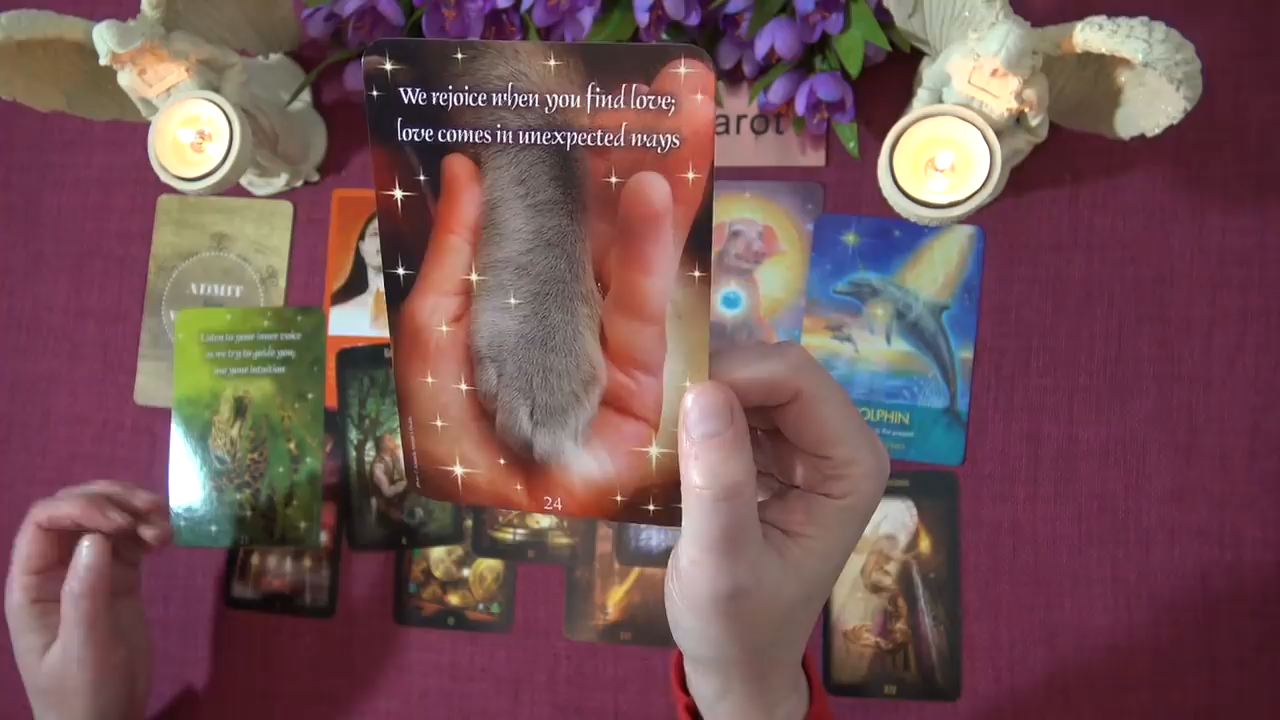 We rejoice when you find love;
love comes in unexpected ways
24
arot
ADMIT
Listen to your inner voice
as we try to guide you;
use your intuition
OLPHIN
XIV